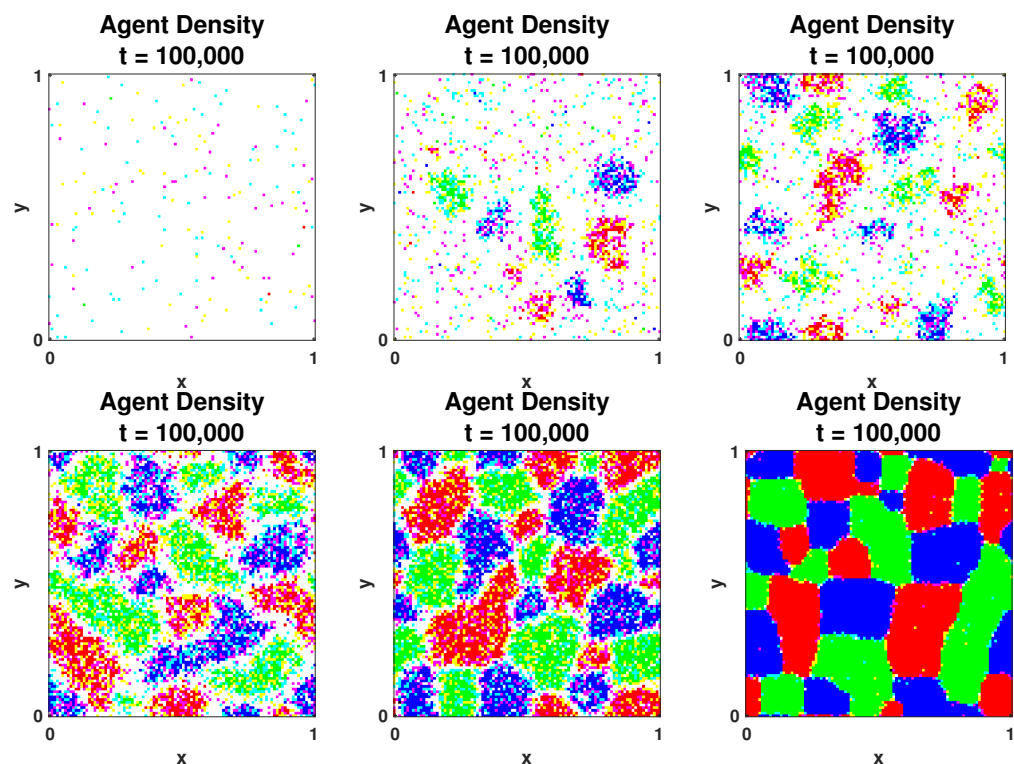 Agent Density
t = 100,000
1
y
0
0
1
x
Agent Density
t = 100,000
1
y
0
0
1
x
Agent Density
t = 100,000
1
y
0
0
1
x
Agent Density
t = 100,000
1
y
0
0
1
x
Agent Density
t = 100,000
1
y
0
0
1
x
Agent Density
t = 100,000
1
y
0
0
1
x